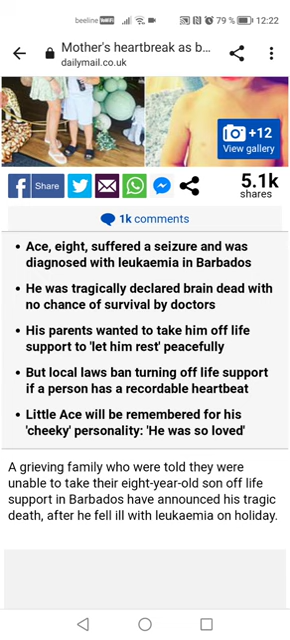 beeline WiFi 79 % 12:22
Mother's heartbreak as b...
dailymail.co.uk
+12
View gallery
Share
5.1k
shares
1k comments
• Ace, eight, suffered a seizure and was
diagnosed with leukaemia in Barbados
• He was tragically declared brain dead with
no chance of survival by doctors
• His parents wanted to take him off life
support to 'let him rest' peacefully
• But local laws ban turning off life support
if a person has a recordable heartbeat
• Little Ace will be remembered for his
'cheeky' personality: 'He was so loved'
A grieving family who were told they were
unable to take their eight-year-old son off life
support in Barbados have announced his tragic
death, after he fell ill with leukaemia on holiday.